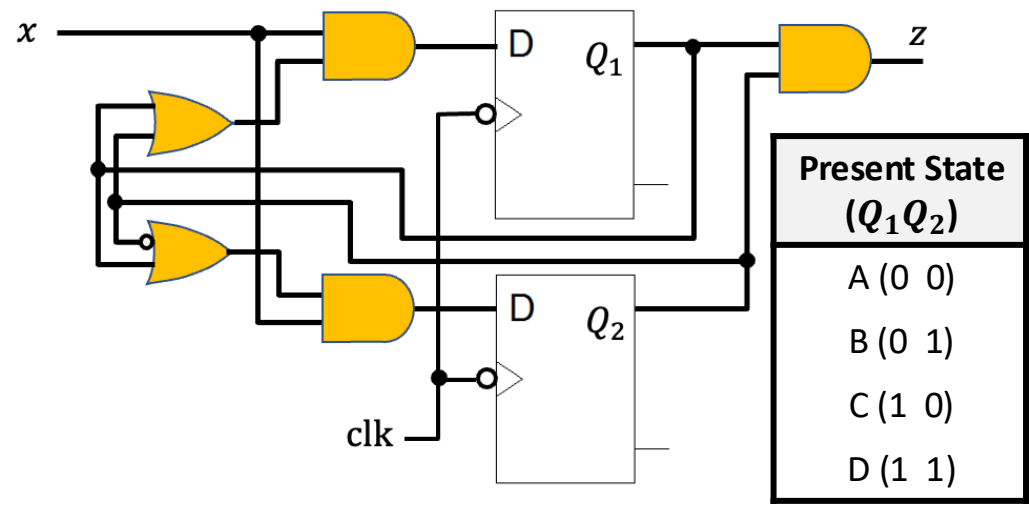 x
D
Q₁
z
D
Q₂
clk
Present State
(Q₁Q₂)
A (0 0)
B (0 1)
C (1 0)
D (1 1)